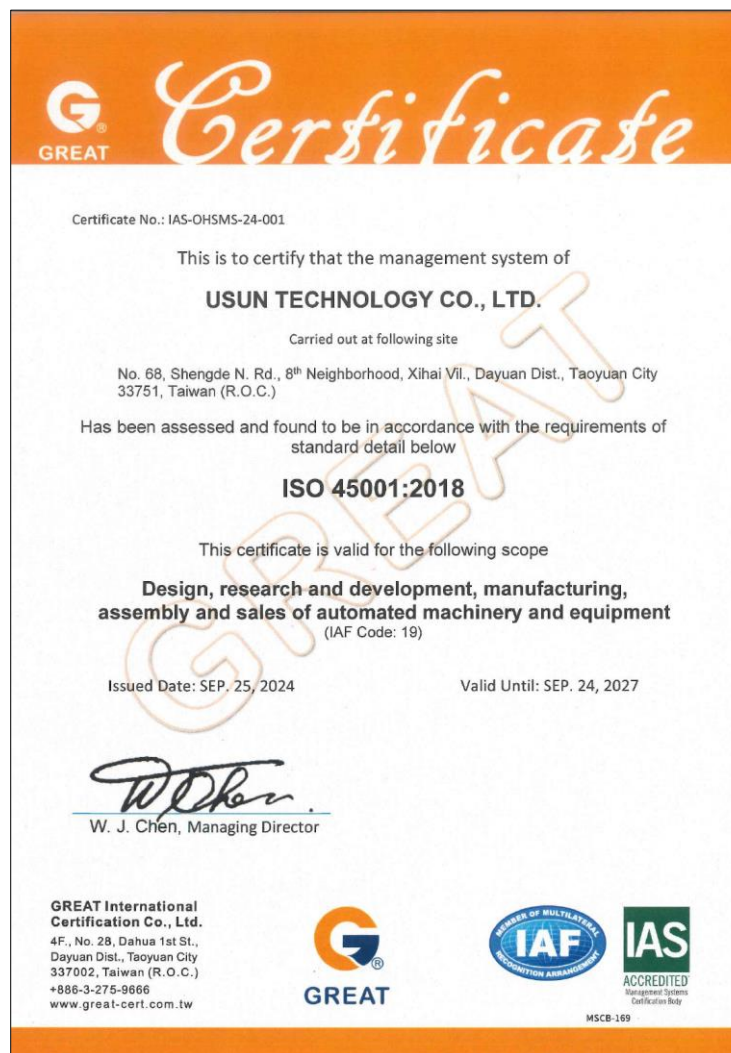 G®
GREAT
Certificate
Certificate No.: IAS-OHSMS-24-001
This is to certify that the management system of
USUN TECHNOLOGY CO., LTD.
Carried out at following site
No. 68, Shengde N. Rd., 8th Neighborhood, Xihai Vil., Dayuan Dist., Taoyuan City
33751, Taiwan (R.O.C.)
Has been assessed and found to be in accordance with the requirements of
standard detail below
ISO 45001:2018
This certificate is valid for the following scope
Design, research and development, manufacturing,
assembly and sales of automated machinery and equipment
(IAF Code: 19)
Issued Date: SEP. 25, 2024 Valid Until: SEP. 24, 2027
GREAT
W Chen.
W. J. Chen, Managing Director
GREAT International
Certification Co., Ltd.
4F., No. 28, Dahua 1st St.,
Dayuan Dist., Taoyuan City
337002, Taiwan (R.O.C.)
+886-3-275-9666
www.great-cert.com.tw
G®
GREAT
MEMBER OF MULTILATERAL
IAF
RECOGNITION ARRANGEMENT
IAS
ACCREDITED
Management Systems
Certification Body
MSCB-169